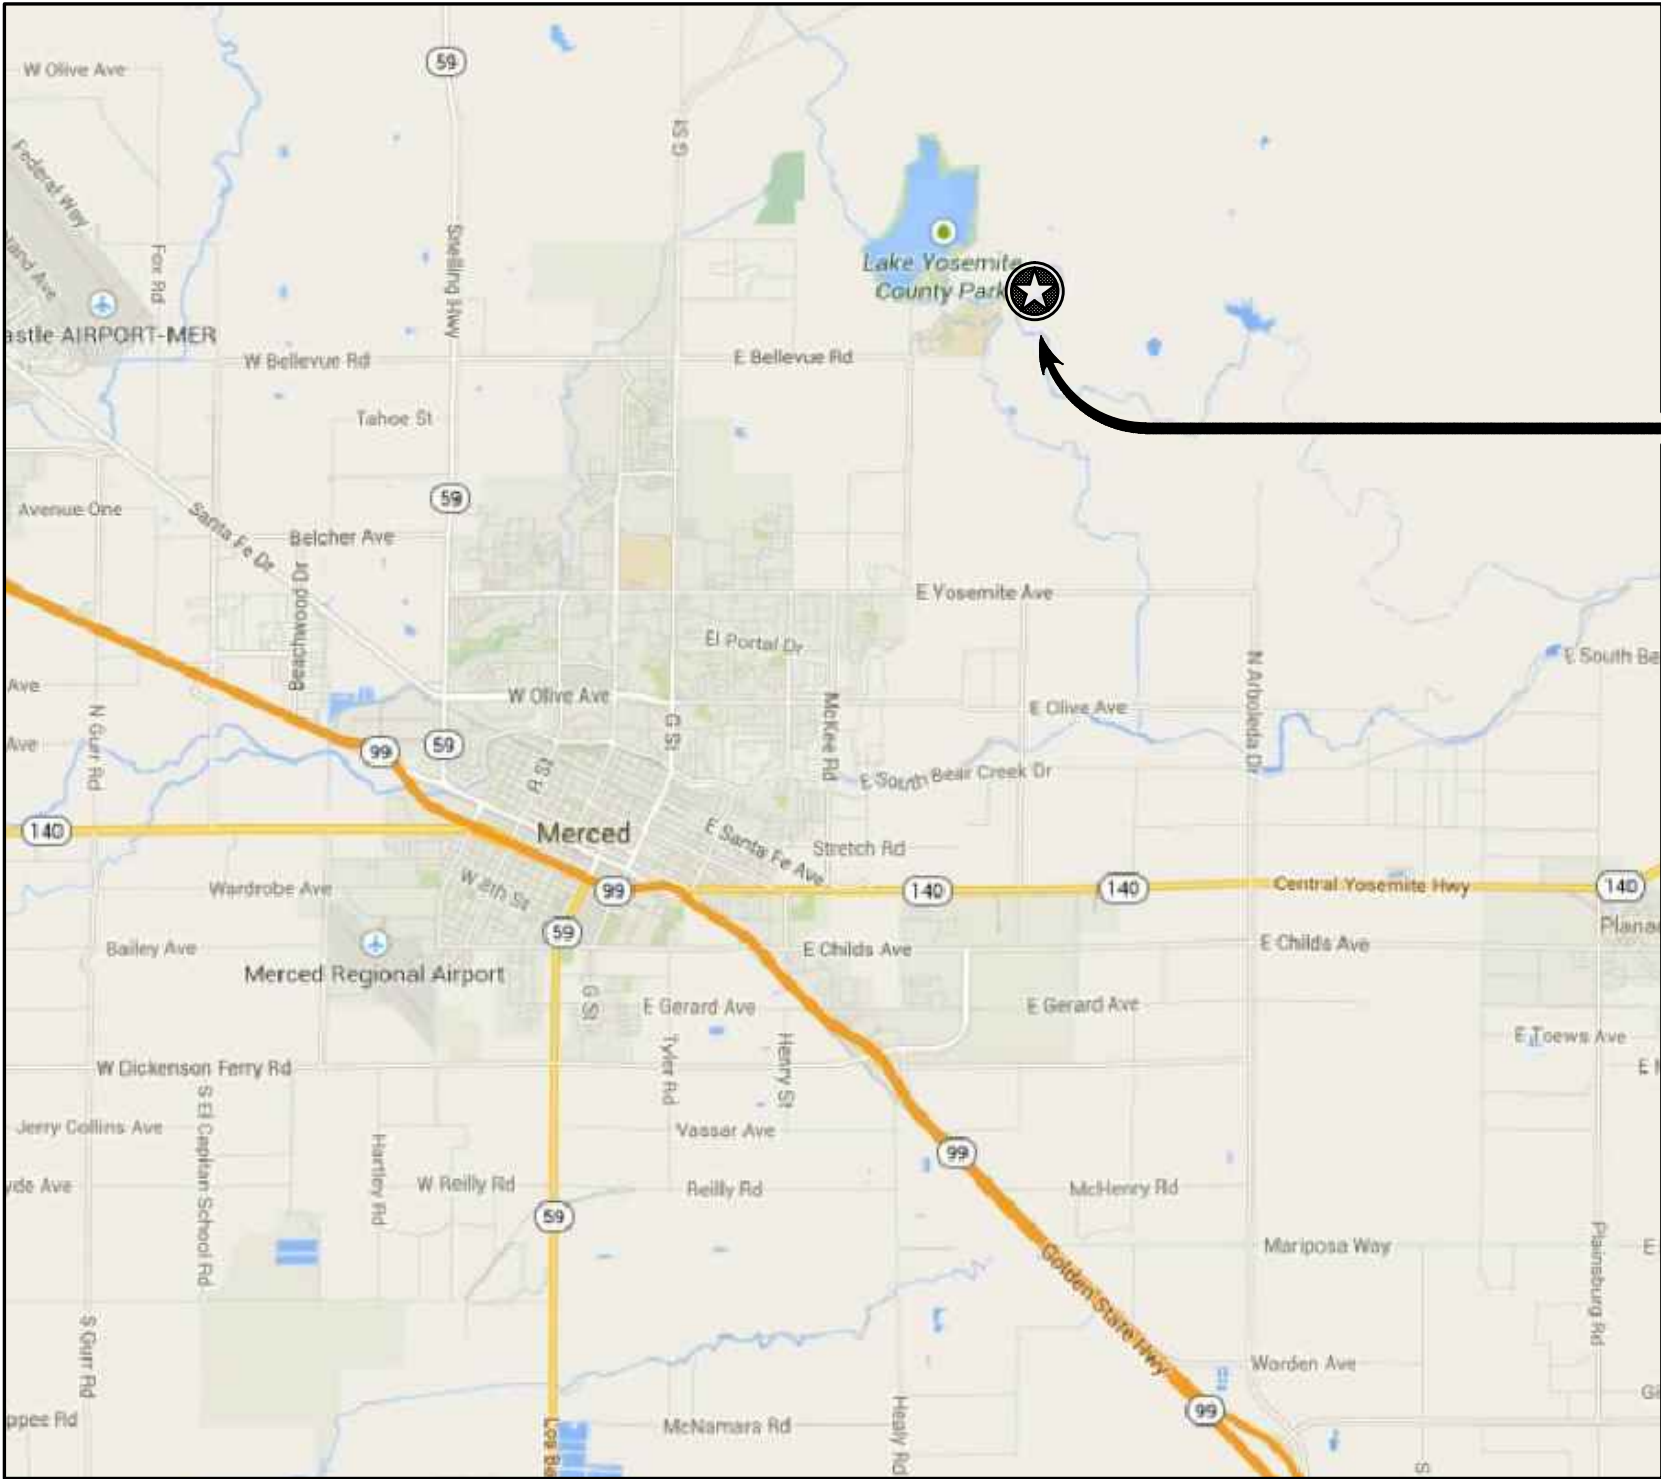 59
W Olive Ave
IS G
Federal Way
Snelling Hwy
Fox Rd
Lake Yosemite
County Park
astle AIRPORT-MER
W Bellevue Rd
E Bellevue Rd
Tahoe St
59
Avenue One
Santa Fe Dr
Belcher Ave
Beachwood Dr
E Yosemite Ave
El Portal Dr
E South Be
N Arboleda Dr
Ave
W Olive Ave
McKee Rd
E Olive Ave
N Gurr Rd
G St
Ave
99
59
R St
E South Bear Creek Dr
140
Merced
E Santa Fe Ave
Stretch Rd
Wardrobe Ave
W 8th St
99
140
140
Central Yosemite Hwy
140
Plana
59
Bailey Ave
E Childs Ave
E Childs Ave
Merced Regional Airport
G St
E Gerard Ave
E Gerard Ave
E Toews Ave
W Dickenson Ferry Rd
Tyler Rd
Henry St
Jerry Collins Ave
S El Capitan School Rd
Vassar Ave
Hartley Rd
99
yde Ave
W Reilly Rd
Reilly Rd
McHenry Rd
59
Mariposa Way
Plainsburg Rd
E
Golden State Hwy
S Gurr Rd
Worden Ave
99
ppee Rd
McNamara Rd
Healy Rd
S